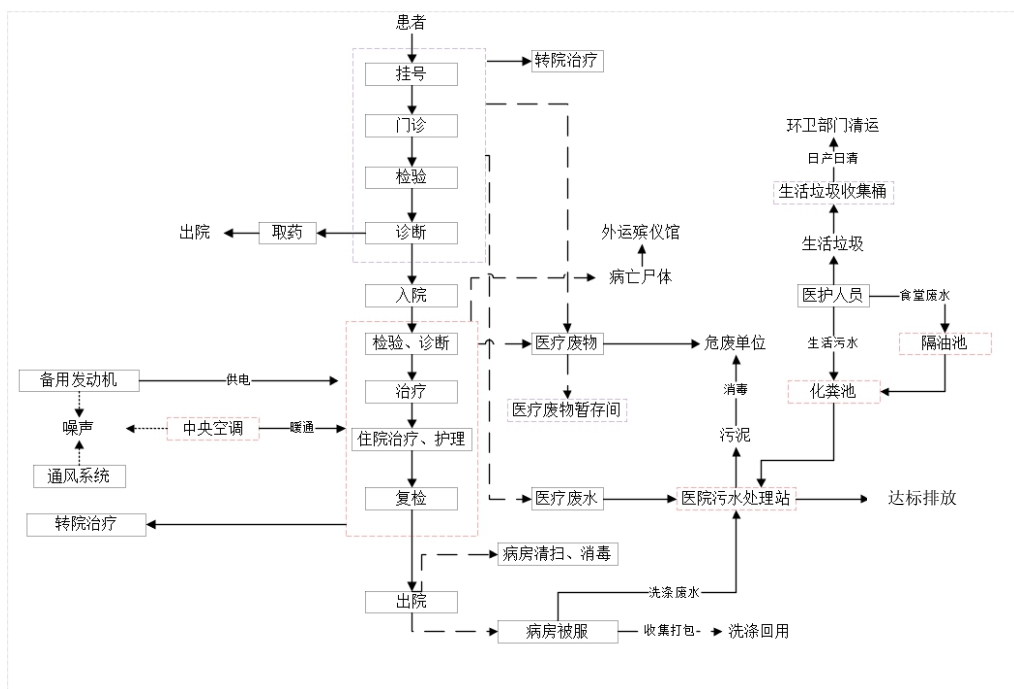 患者
挂号
转院治疗
门诊
环卫部门清运
日产日清
检验
生活垃圾收集桶
出院
取药
诊断
外运殡仪馆
生活垃圾
病亡尸体
入院
医护人员
食堂废水
检验、诊断
医疗废物
危废单位
生活污水
隔油池
备用发动机
供电
治疗
消毒
化粪池
医疗废物暂存间
噪声
中央空调
暖通
住院治疗、护理
污泥
通风系统
复检
医疗废水
医院污水处理站
达标排放
转院治疗
病房清扫、消毒
洗涤废水
出院
病房被服
收集打包
洗涤回用